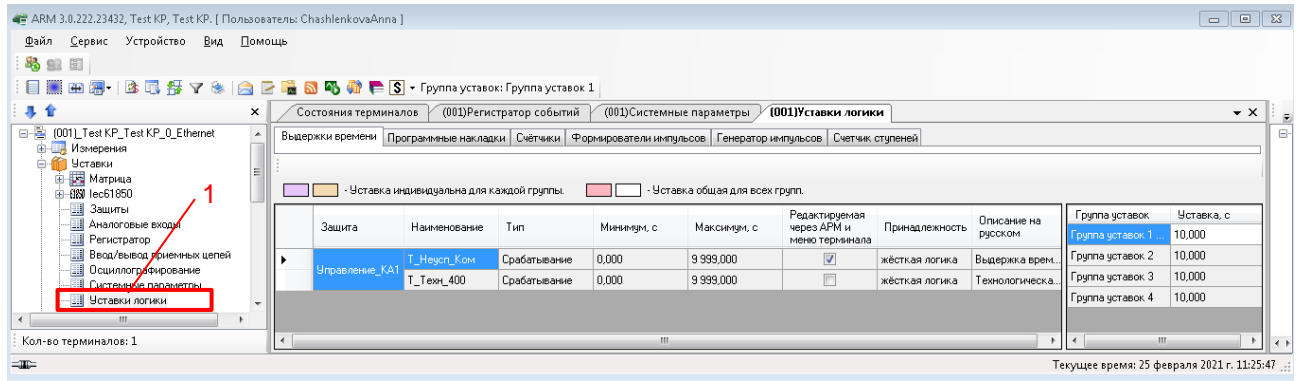 ARM 3.0.222.23432, Test KP, Test KP. [ Пользователь: ChashlenkovaAnna ]
Файл Сервис Устройство Вид Помощь
Группа уставок: Группа уставок 1
Состояния терминалов (001)Регистратор событий (001)Системные параметры (001)Уставки логики
(001)_Test KP_Test KP_0_Ethernet
Измерения
Уставки
Матрица
Iec61850
Защиты
Аналоговые входы
Регистратор
Ввод/вывод приемных цепей
Осциллографирование
Системные параметры
Уставки логики
1
Кол-во терминалов: 1
Выдержки времени Программные накладки Счётчики Формирователи импульсов Генератор импульсов Счетчик ступеней
- Уставка индивидуальна для каждой группы. - Уставка общая для всех групп.
Защита Наименование Тип Минимум, с Максимум, с Редактируемая через АРМ и меню терминала Принадлежность Описание на русском
Управление_КА1 Т_Неусп_Ком Срабатывание 0,000 9 999,000 жёсткая логика Выдержка врем...
Т_Техн_400 Срабатывание 0,000 9 999,000 жёсткая логика Технологическа...
Группа уставок Уставка, с
Группа уставок 1 ... 10,000
Группа уставок 2 10,000
Группа уставок 3 10,000
Группа уставок 4 10,000
Текущее время: 25 февраля 2021 г. 11:25:47